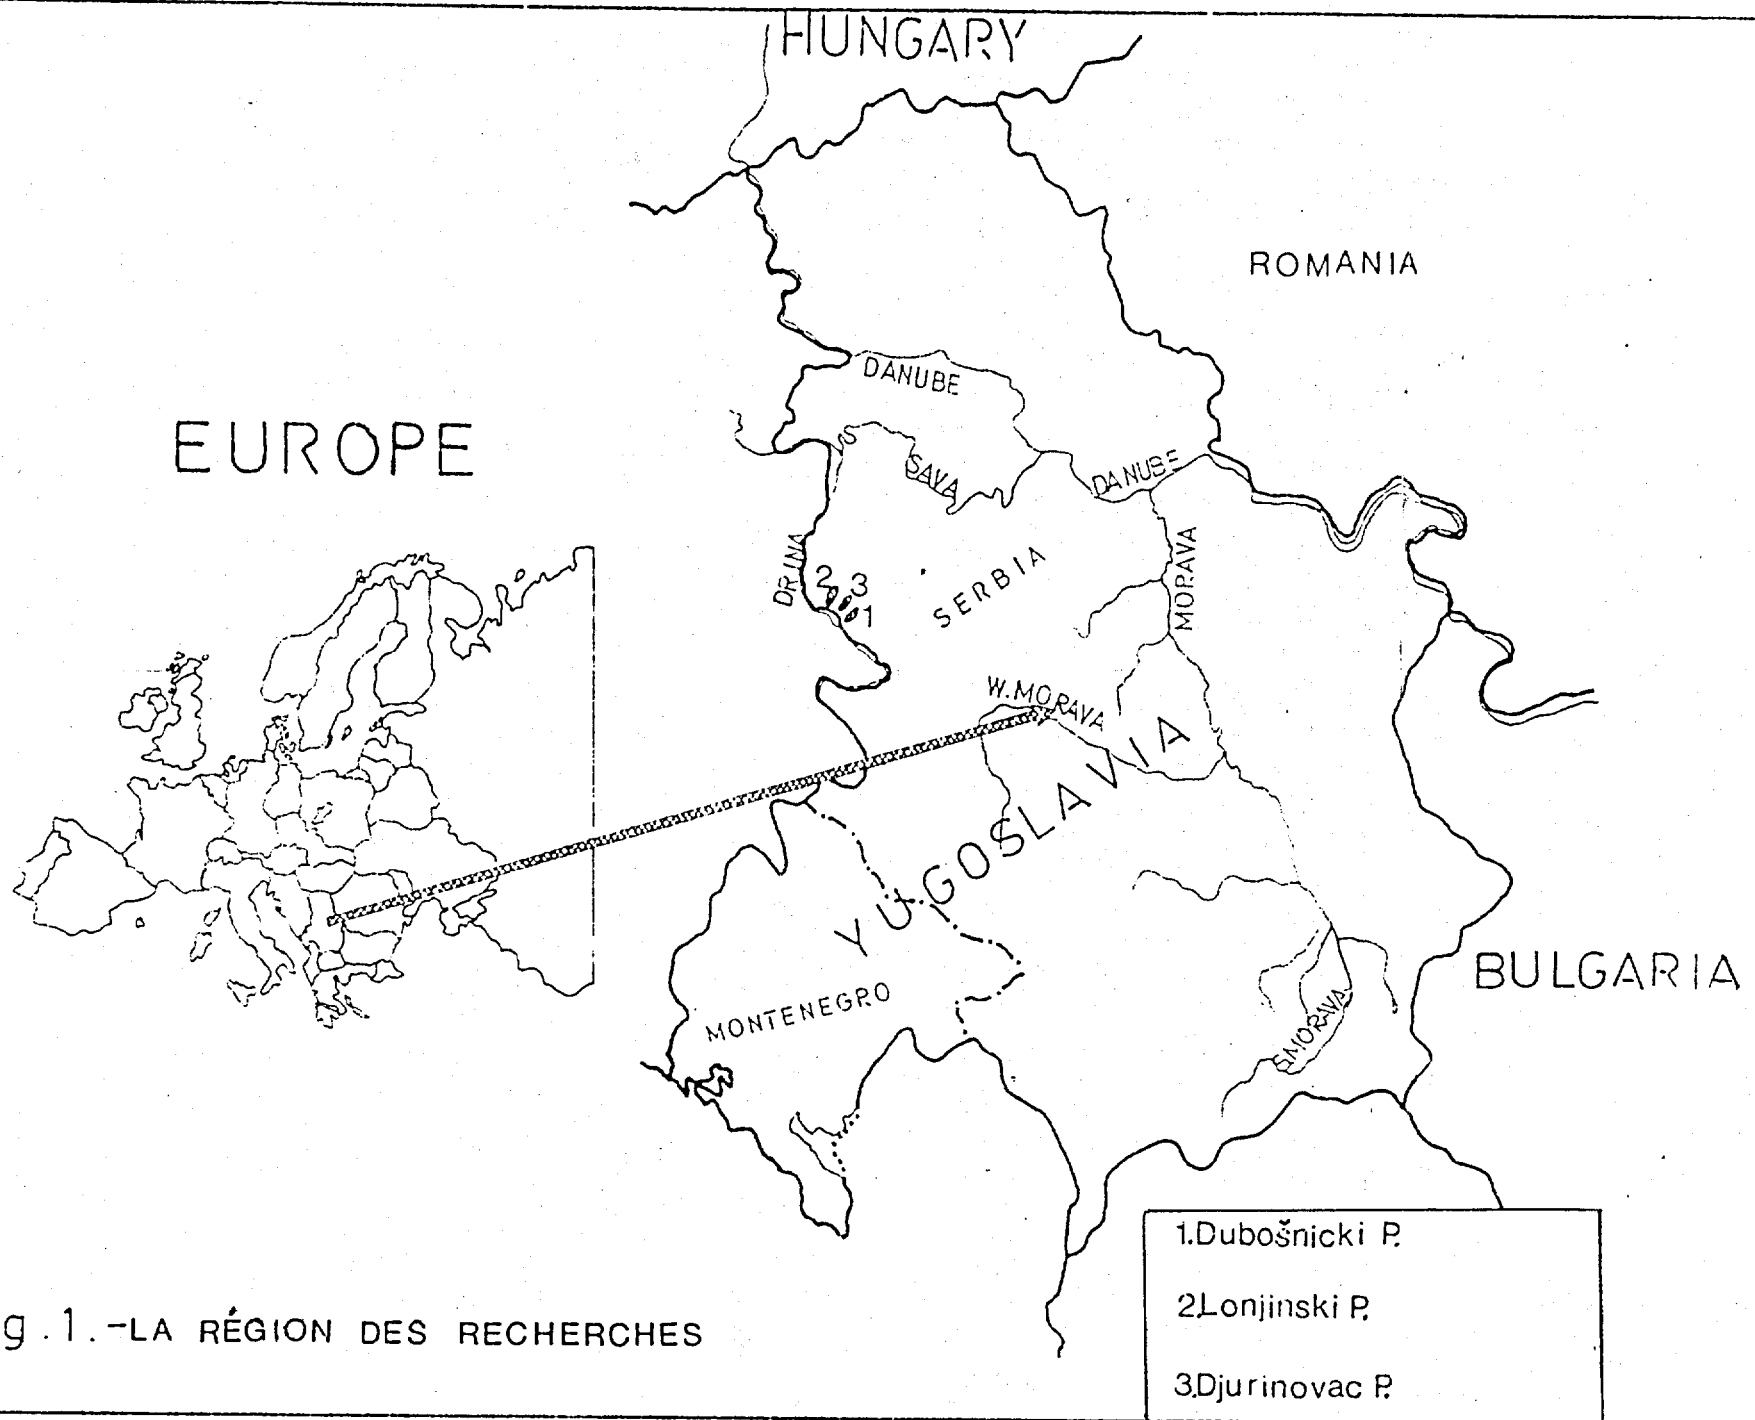 HUNGARY
ROMANIA
DANUBE
EUROPE
SAVA
DANUBE
DRINA
2
3
1
SERBIA
MORAVA
W.MORAVA
YUGOSLAVIA
MONTENEGRO
BULGARIA
S.MORAVA
1.Dubošnicki P.
2.Lonjinski P.
3.Djurinovac P.
g.1.-LA RÉGION DES RECHERCHES